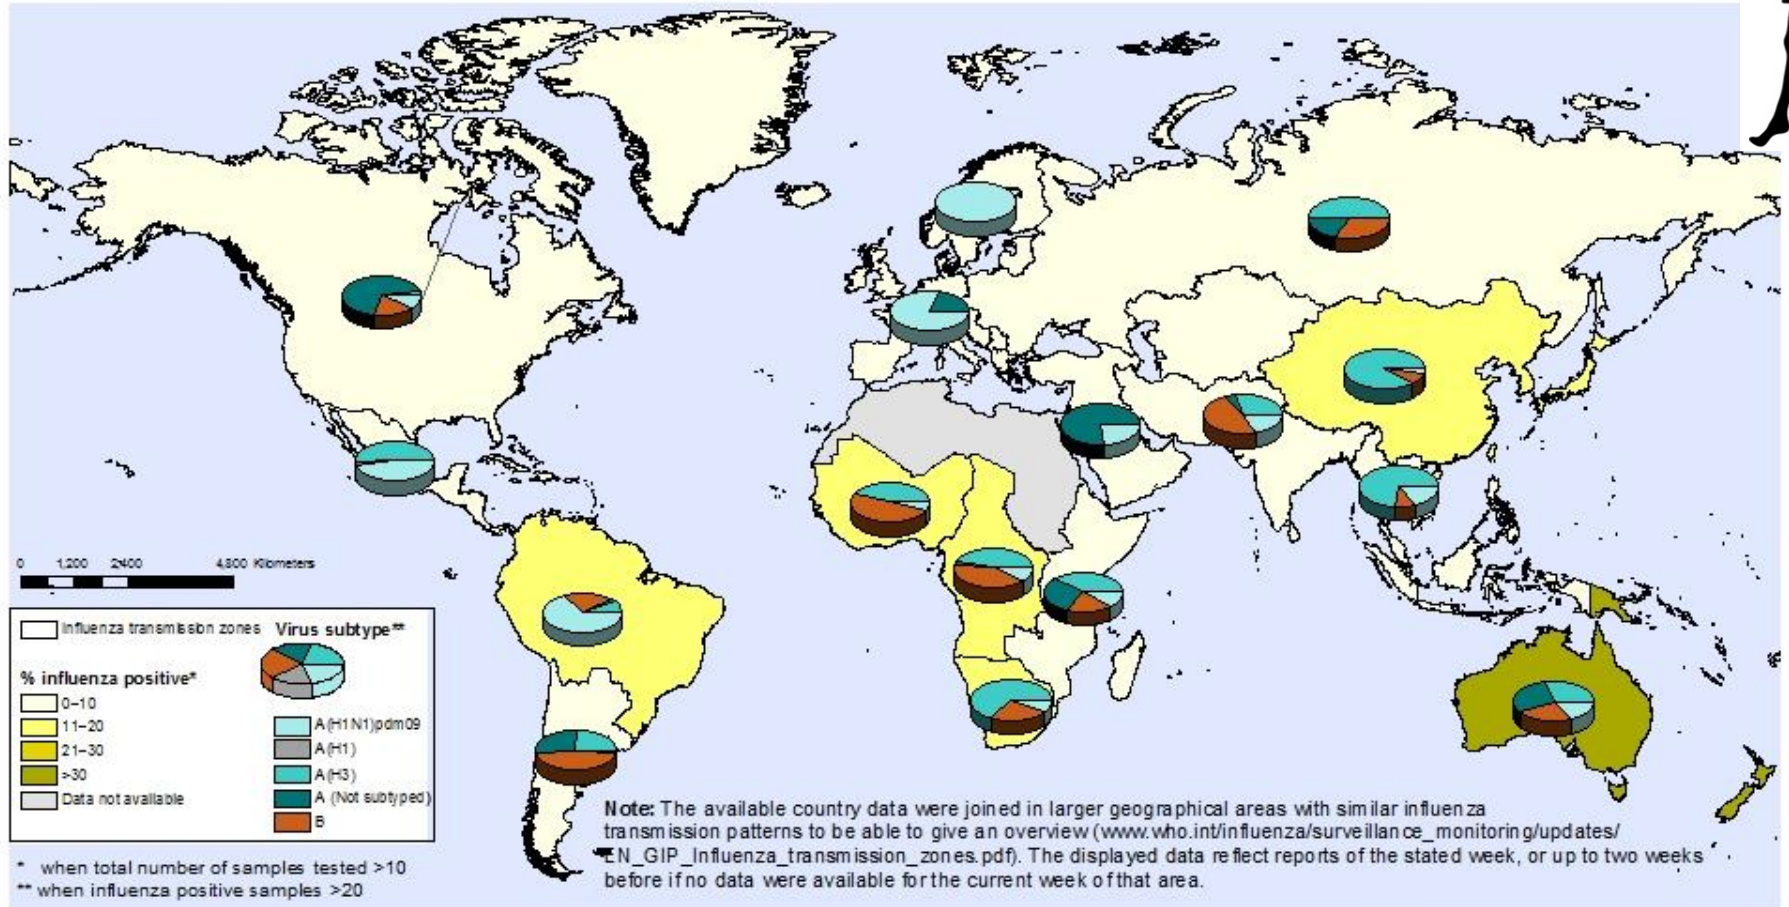 0 1,200 2,400 4,800 Kilometers
Influenza transmission zones
Virus subtype**
% influenza positive*
0–10
11–20
21–30
>30
Data not available
A(H1N1)pdm09
A(H1)
A(H3)
A (Not subtyped)
B
* when total number of samples tested >10
** when influenza positive samples >20
Note: The available country data were joined in larger geographical areas with similar influenza
transmission patterns to be able to give an overview (www.who.int/influenza/surveillance_monitoring/updates/
EN_GIP_Influenza_transmission_zones.pdf). The displayed data reflect reports of the stated week, or up to two weeks
before if no data were available for the current week of that area.